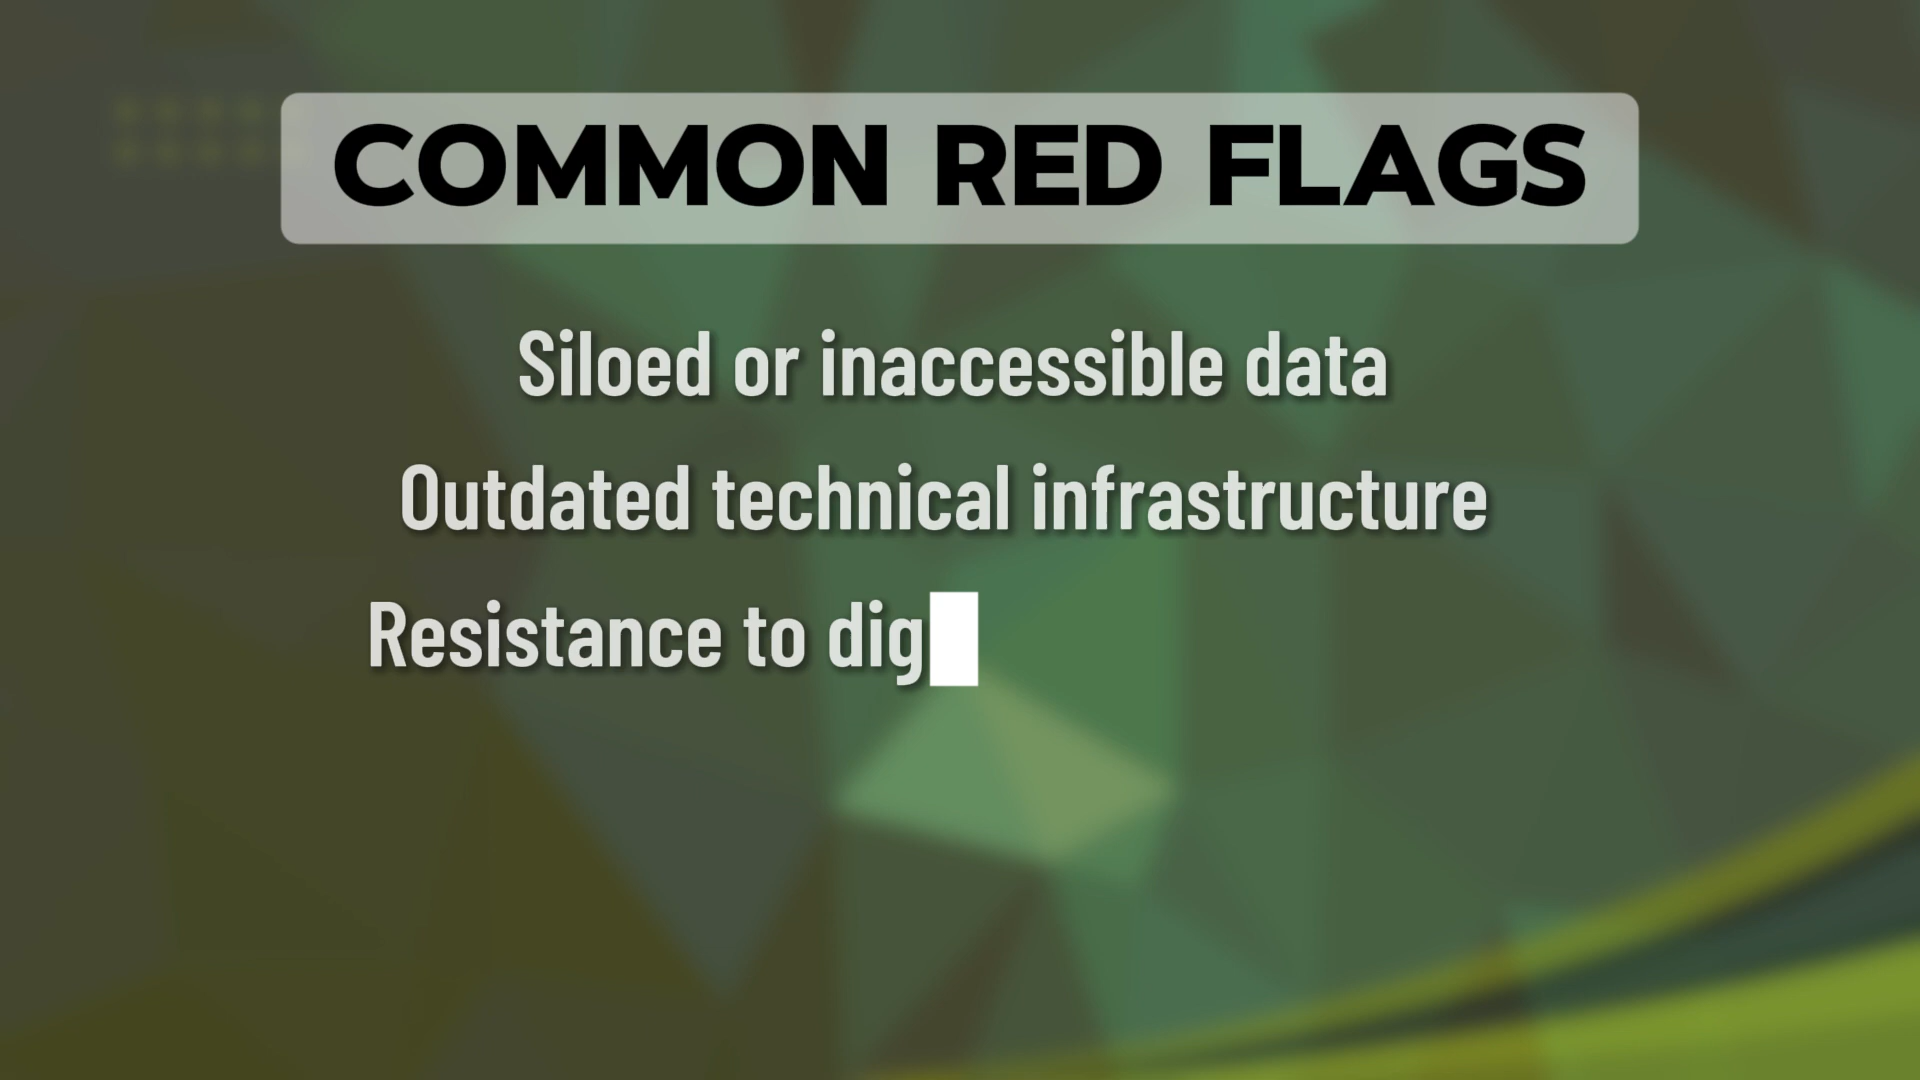 COMMON RED FLAGS
Siloed or inaccessible data
Outdated technical infrastructure
Resistance to dig